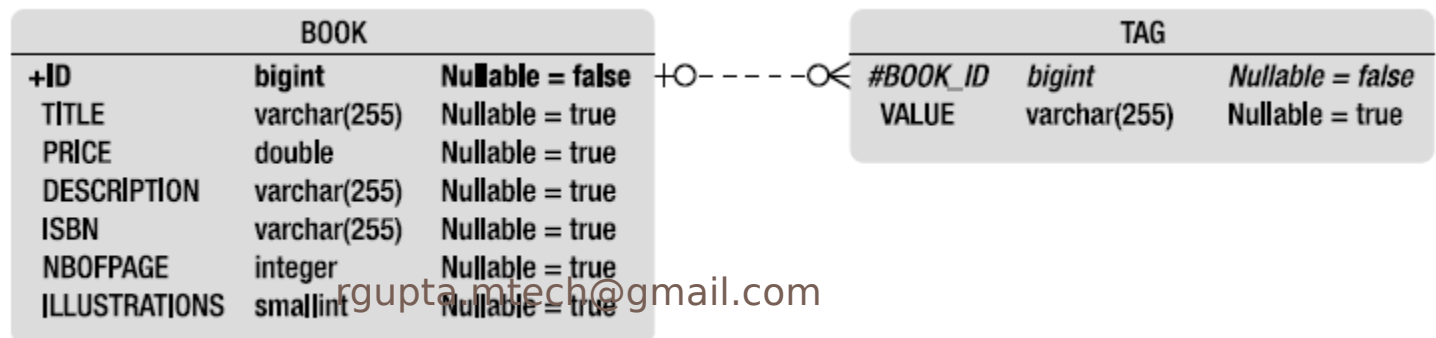 BOOK
+ID bigint Nullable = false
TITLE varchar(255) Nullable = true
PRICE double Nullable = true
DESCRIPTION varchar(255) Nullable = true
ISBN varchar(255) Nullable = true
NBOFPAGE integer Nullable = true
ILLUSTRATIONS smallint Nullable = true
TAG
#BOOK_ID bigint Nullable = false
VALUE varchar(255) Nullable = true
rgupta.mtech@gmail.com